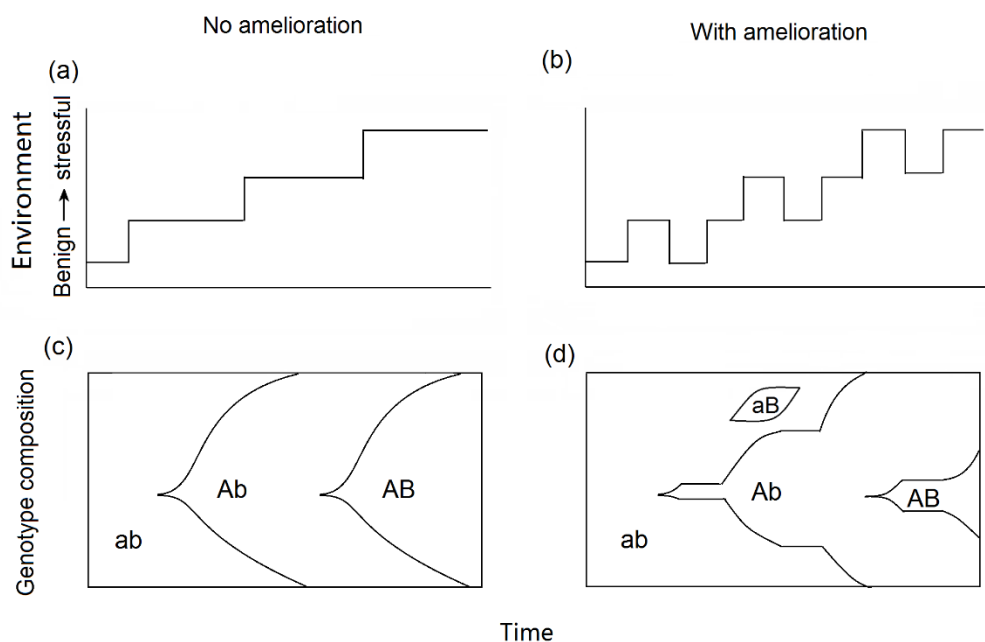 No amelioration
With amelioration
(a)
(b)
Environment
Benign → stressful
(c)
(d)
Genotype composition
ab
Ab
AB
ab
aB
Ab
AB
Time